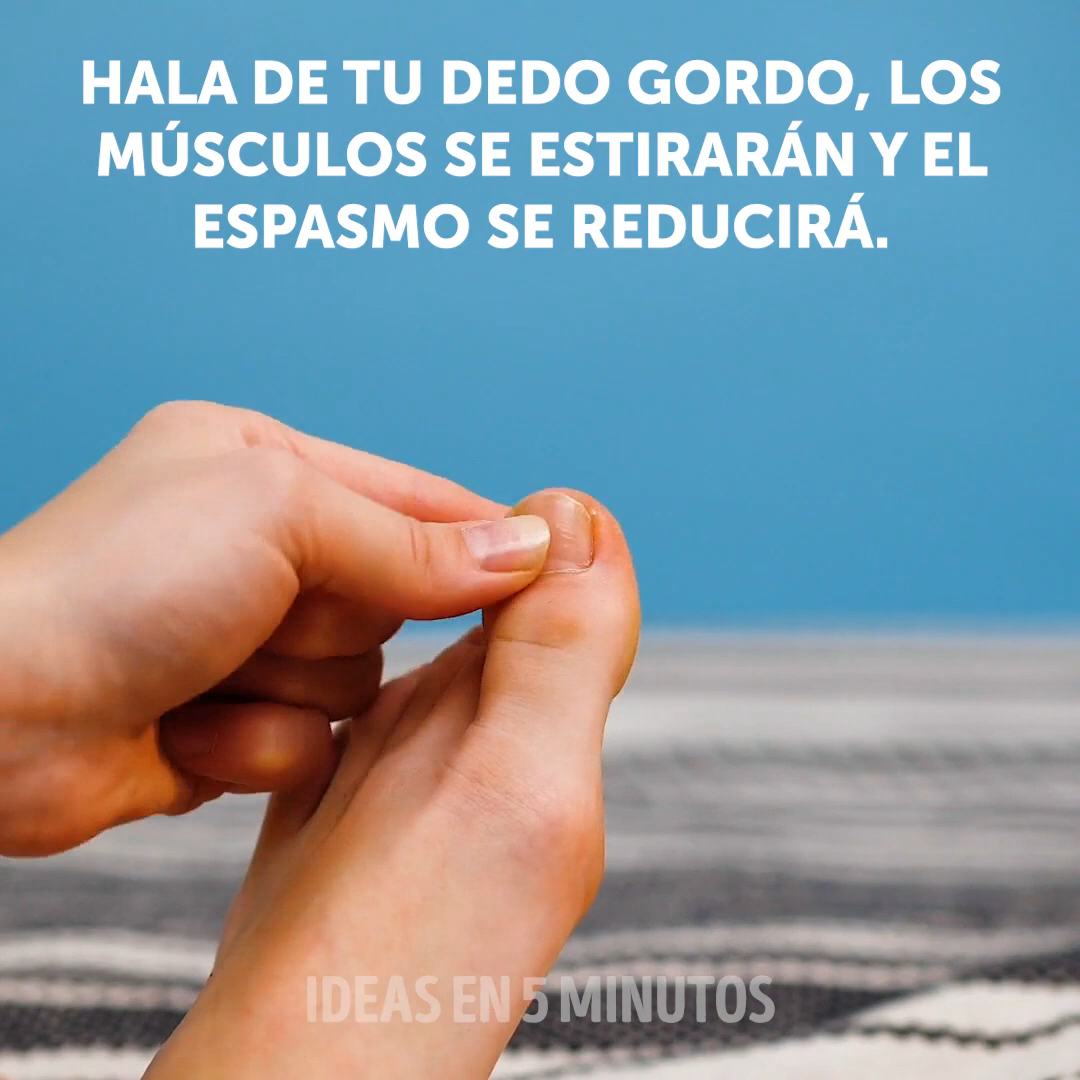 HALA DE TU DEDO GORDO, LOS
MÚSCULOS SE ESTIRARÁN Y EL
ESPASMO SE REDUCIRÁ.
IDEAS EN 5 MINUTOS